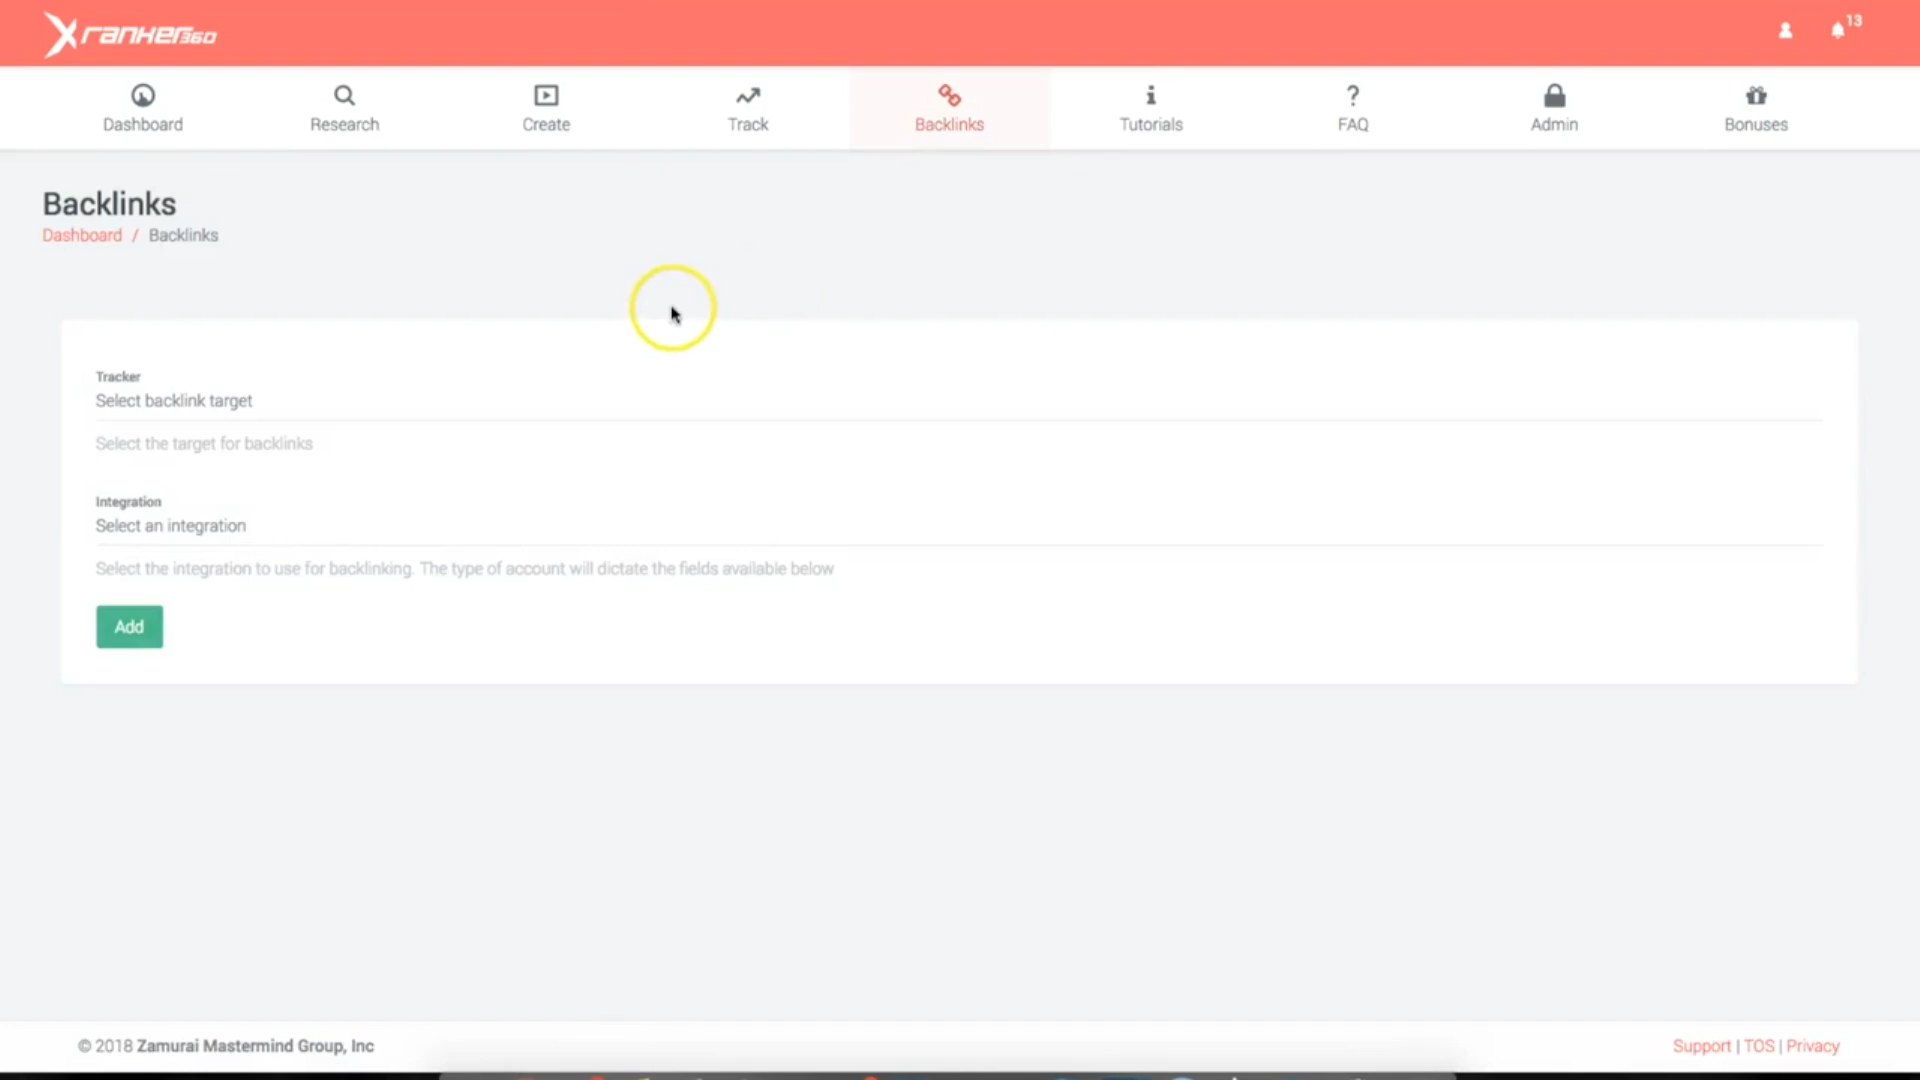 Xranker360
13
Dashboard
Research
Create
Track
Backlinks
Tutorials
FAQ
Admin
Bonuses
Backlinks
Dashboard / Backlinks
Tracker
Select backlink target
Select the target for backlinks
Integration
Select an integration
Select the integration to use for backlinking. The type of account will dictate the fields available below
Add
© 2018 Zamurai Mastermind Group, Inc
Support | TOS | Privacy